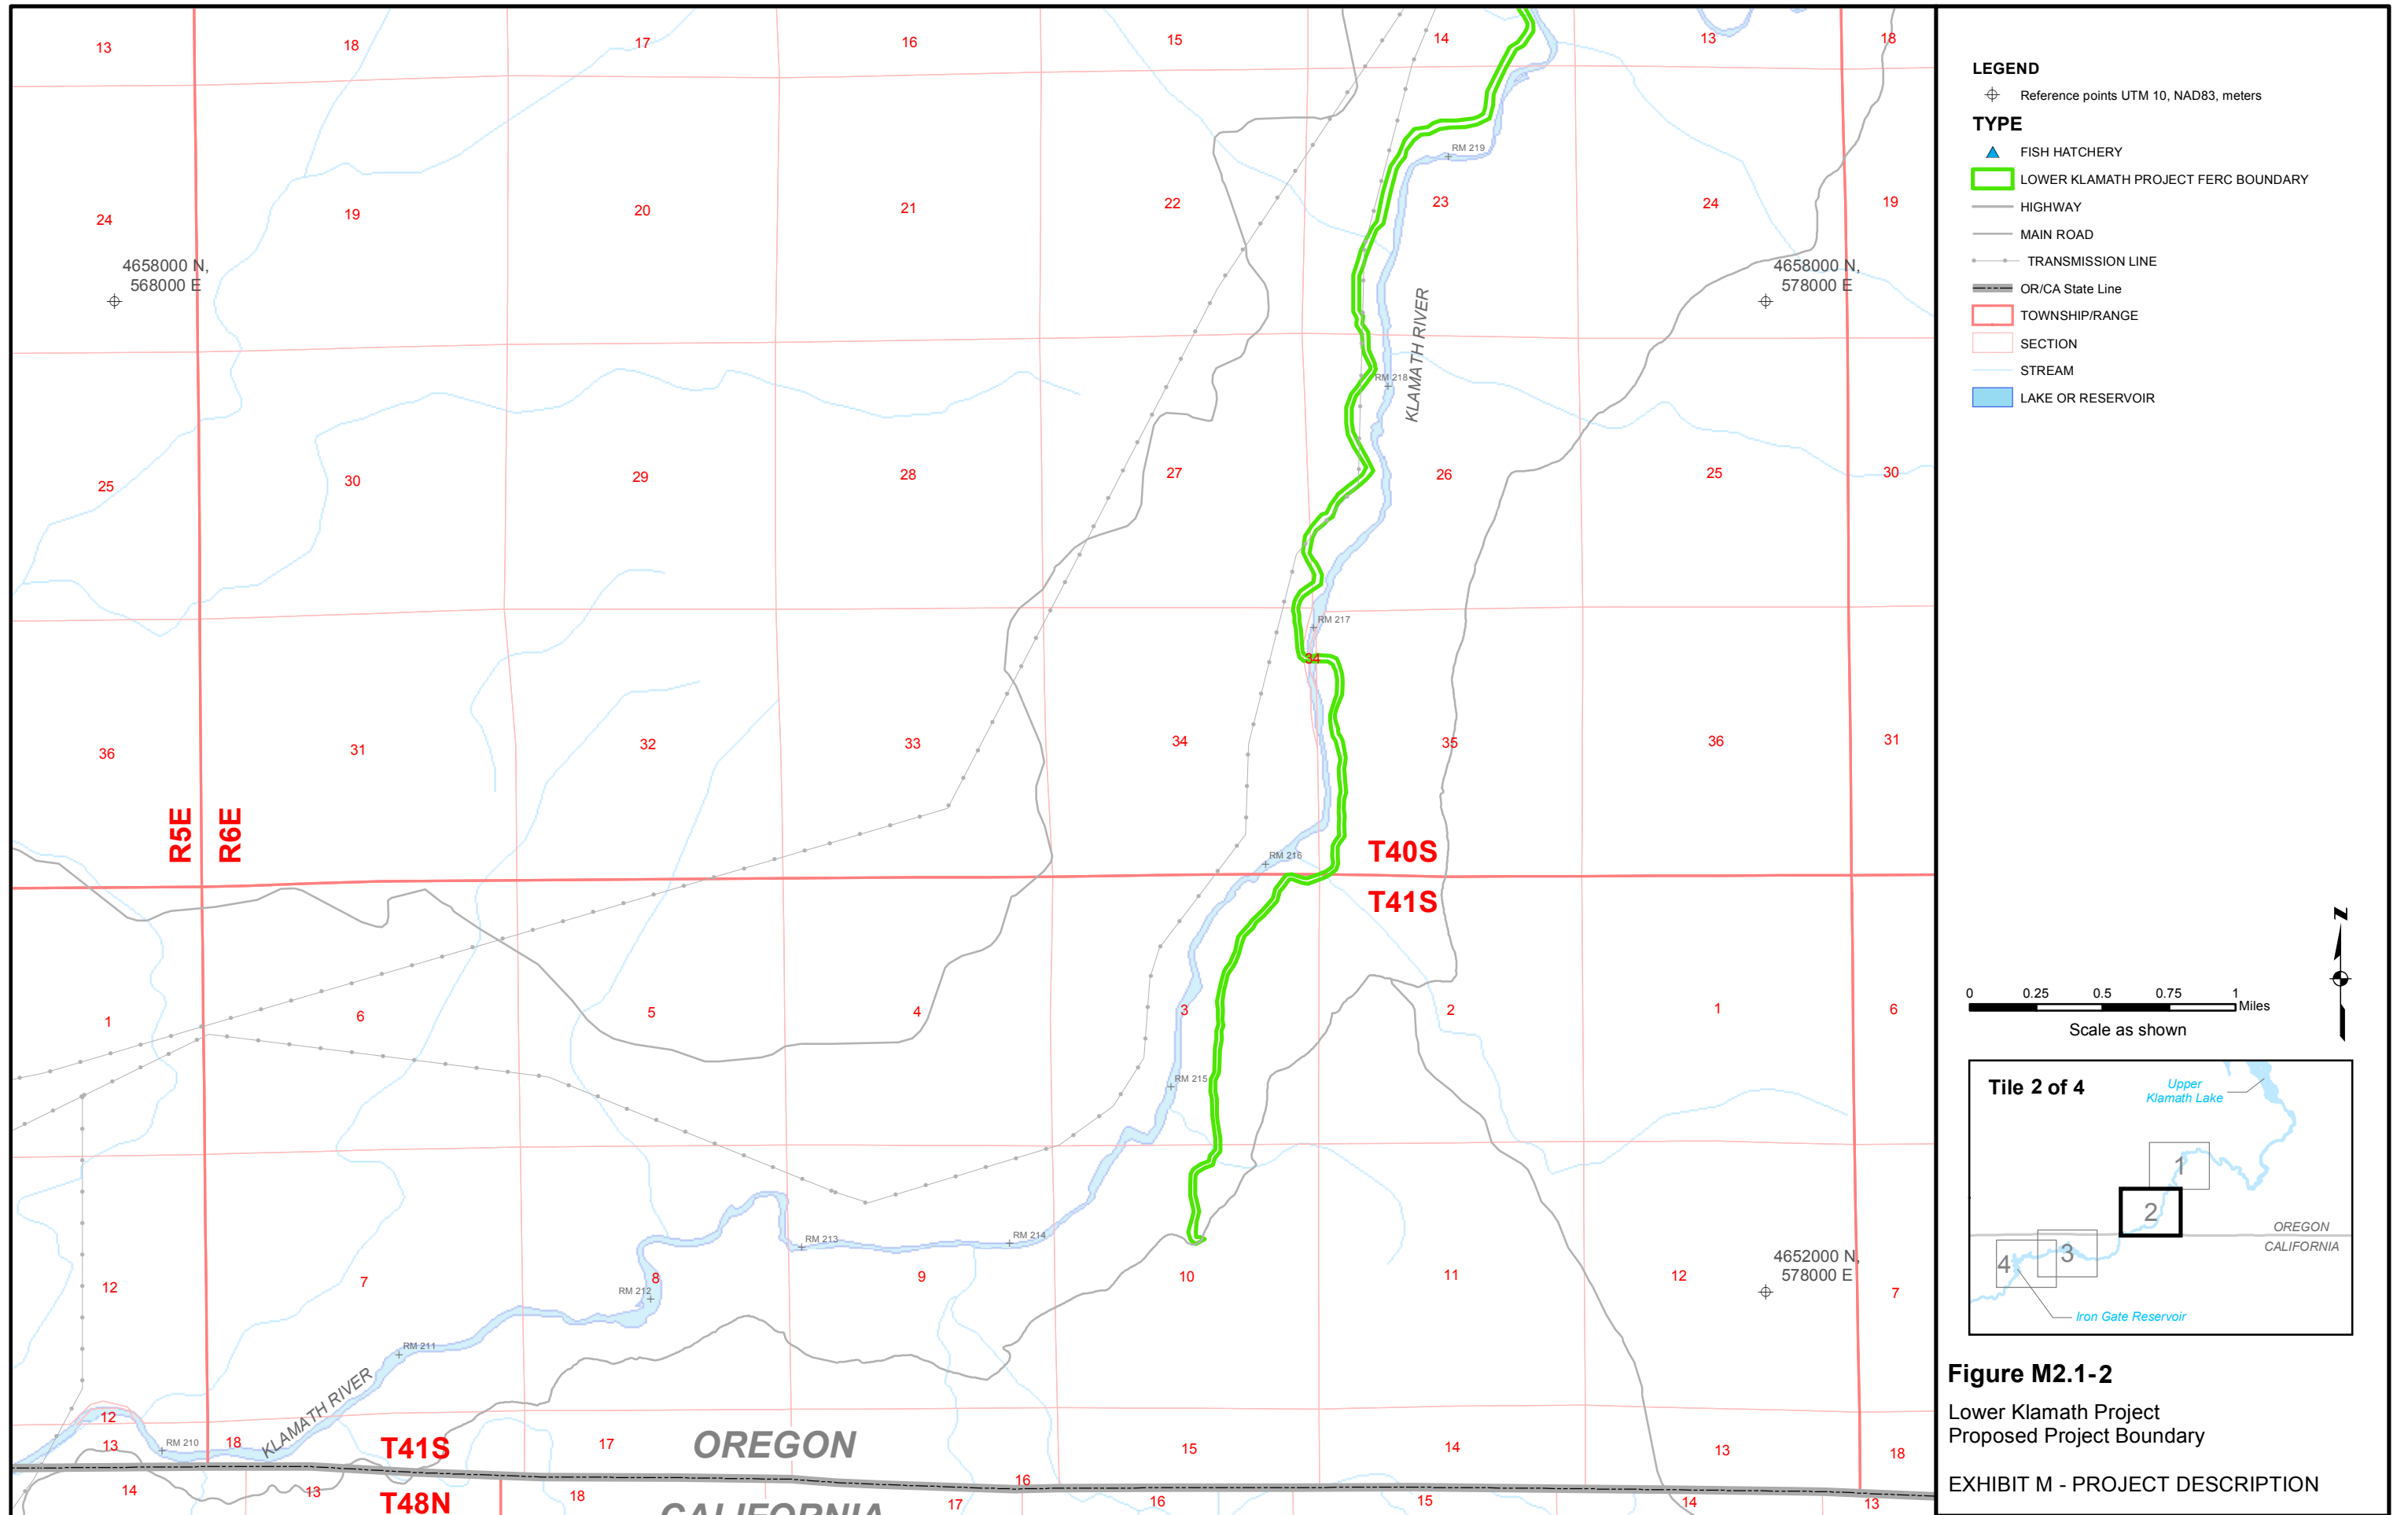 13
18
17
16
15
14
13
18
RM 219
24
19
20
21
22
23
24
19
4658000 N,
568000 E
4658000 N,
578000 E
KLAMATH RIVER
RM 218
25
30
29
28
27
26
25
30
RM 217
34
36
31
32
33
34
35
36
31
R5E
R6E
T40S
RM 216
T41S
1
6
5
4
3
2
1
6
RM 215
RM 214
RM 213
4652000 N,
578000 E
12
7
8
9
10
11
12
7
RM 212
RM 211
KLAMATH RIVER
12
13
RM 210
18
T41S
17
OREGON
15
14
13
18
16
14
13
T48N
18
CALIFORNIA
17
16
15
14
13
LEGEND
Reference points UTM 10, NAD83, meters
TYPE
FISH HATCHERY
LOWER KLAMATH PROJECT FERC BOUNDARY
HIGHWAY
MAIN ROAD
TRANSMISSION LINE
OR/CA State Line
TOWNSHIP/RANGE
SECTION
STREAM
LAKE OR RESERVOIR
N
0 0.25 0.5 0.75 1
Miles
Scale as shown
Tile 2 of 4
Upper
Klamath Lake
1
2
OREGON
CALIFORNIA
3
4
Iron Gate Reservoir
Figure M2.1-2
Lower Klamath Project
Proposed Project Boundary
EXHIBIT M - PROJECT DESCRIPTION